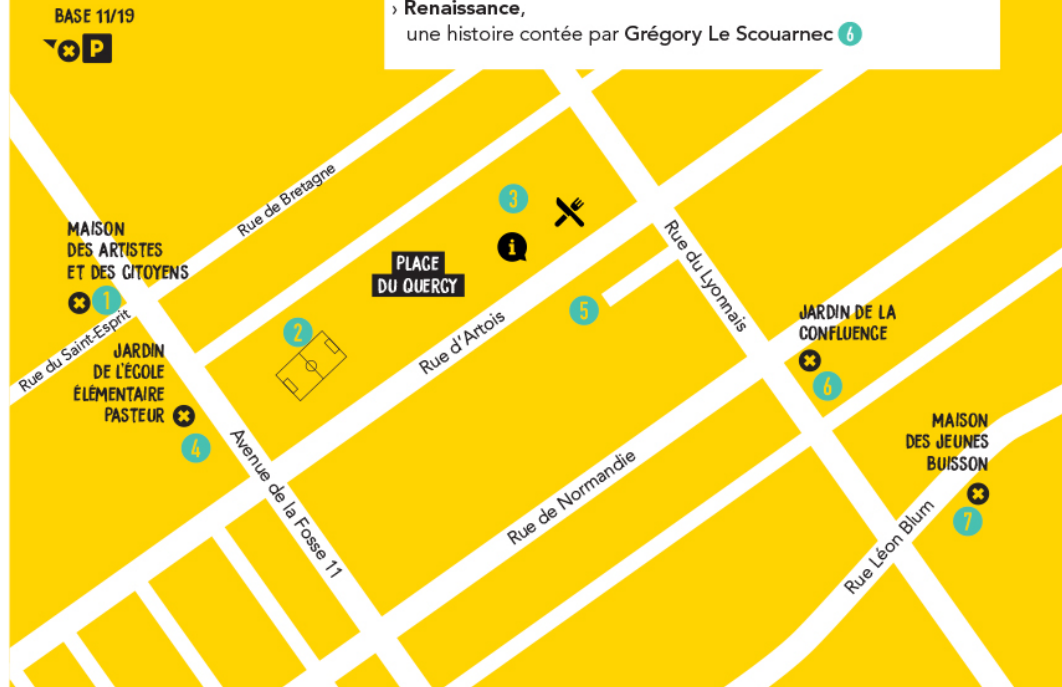 BASE 11/19
P
› Renaissance,
une histoire contée par Grégory Le Scouarnec 6
Rue de Bretagne
3
MAISON
DES ARTISTES
ET DES CITOYENS
1
i
PLACE
DU QUERCY
Rue du Lyonnais
5
2
Rue du Saint-Esprit
Rue d'Artois
JARDIN DE LA
CONFLUENCE
6
JARDIN
DE L'ÉCOLE
ÉLÉMENTAIRE
PASTEUR
4
MAISON
DES JEUNES
BUISSON
7
Avenue de la Fosse 11
Rue de Normandie
Rue Léon Blum